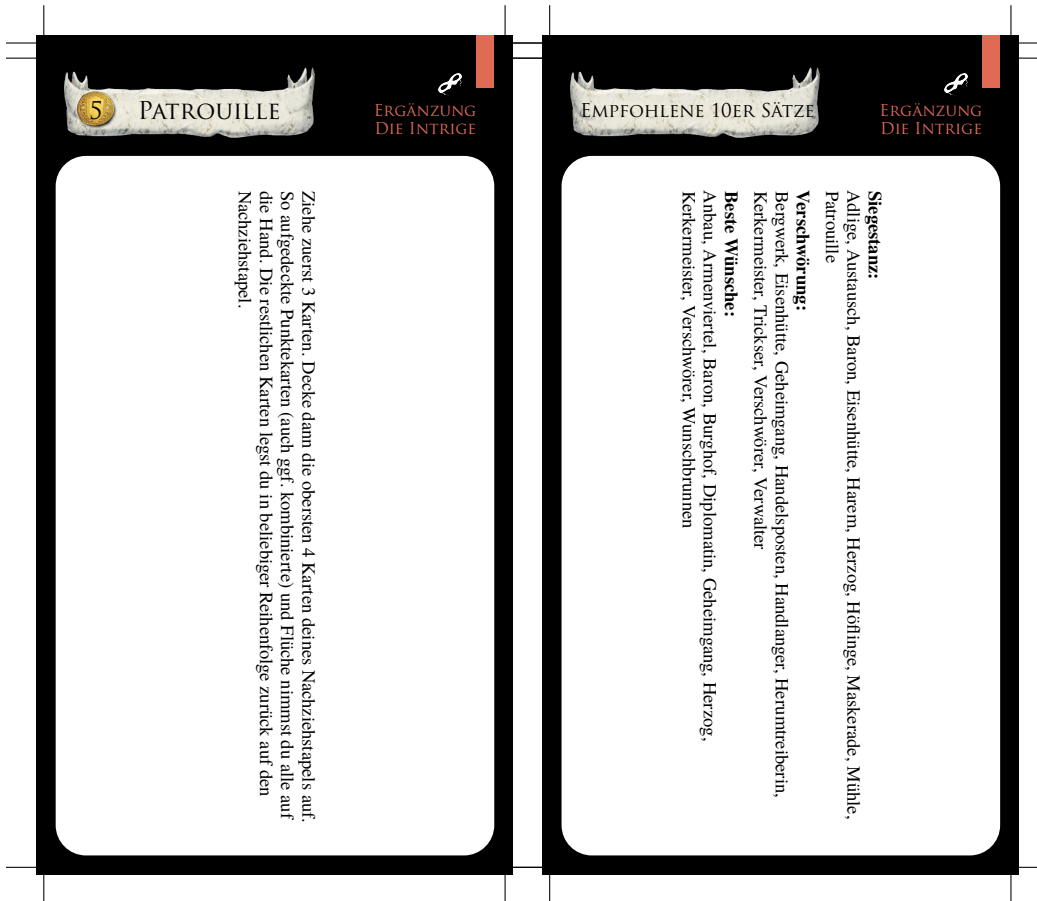 5
PATROUILLE
ERGÄNZUNG
DIE INTRIGE
Ziehe zuerst 3 Karten. Decke dann die obersten 4 Karten deines Nachziehstapels auf.
So aufgedeckte Punktekarten (auch ggf. kombinierte) und Flüche nimmst du alle auf
die Hand. Die restlichen Karten legst du in beliebiger Reihenfolge zurück auf den
Nachziehstapel.
EMPFOHLENE 10ER SÄTZE
ERGÄNZUNG
DIE INTRIGE
Siegestanz:
Adlige, Austausch, Baron, Eisenhütte, Harem, Herzog, Höflinge, Maskerade, Mühle,
Patrouille
Verschwörung:
Bergwerk, Eisenhütte, Geheimgang, Handelsposten, Handlanger, Herumtreiberin,
Kerkermeister, Trickser, Verschwörer, Verwalter
Beste Wünsche:
Anbau, Armenviertel, Baron, Burghof, Diplomatin, Geheimgang, Herzog,
Kerkermeister, Verschwörer, Wunschbrunnen